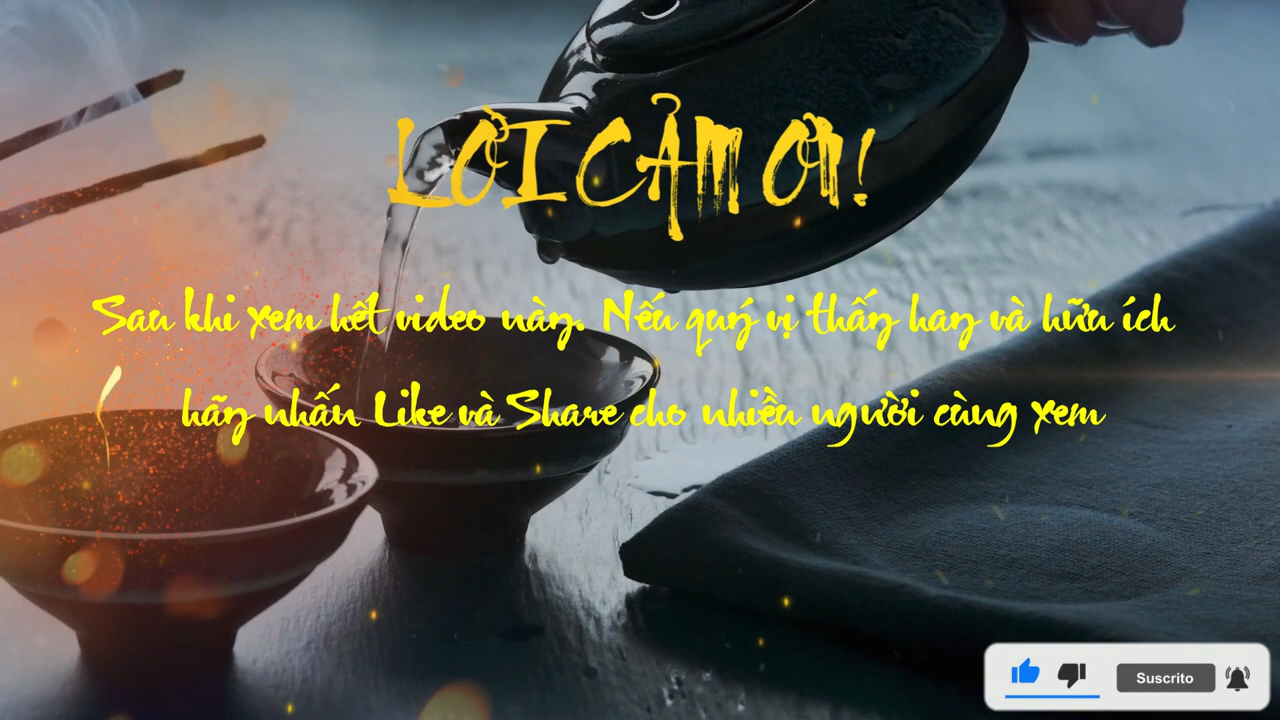 LỜI CẢM ƠN!
Sau khi xem hết video này. Nếu quý vị thấy hay và hữu ích
hãy nhấn Like và Share cho nhiều người cùng xem
Suscrito